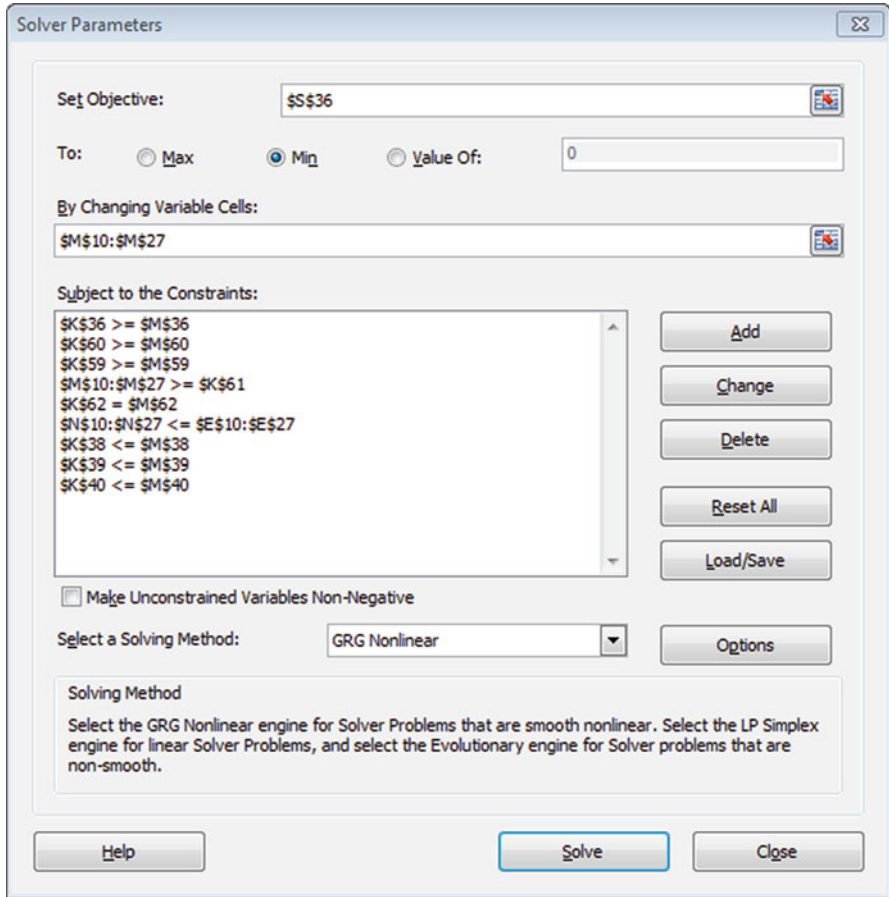 Solver Parameters
Set Objective: $S$36
To: Max Min Value Of: 0
By Changing Variable Cells:
$M$10:$M$27
Subject to the Constraints:
$K$36 >= $M$36
$K$60 >= $M$60
$K$59 >= $M$59
$M$10:$M$27 >= $K$61
$K$62 = $M$62
$N$10:$N$27 <= $E$10:$E$27
$K$38 <= $M$38
$K$39 <= $M$39
$K$40 <= $M$40
Add
Change
Delete
Reset All
Load/Save
Make Unconstrained Variables Non-Negative
Select a Solving Method: GRG Nonlinear Options
Solving Method
Select the GRG Nonlinear engine for Solver Problems that are smooth nonlinear. Select the LP Simplex
engine for linear Solver Problems, and select the Evolutionary engine for Solver problems that are
non-smooth.
Help Solve Close